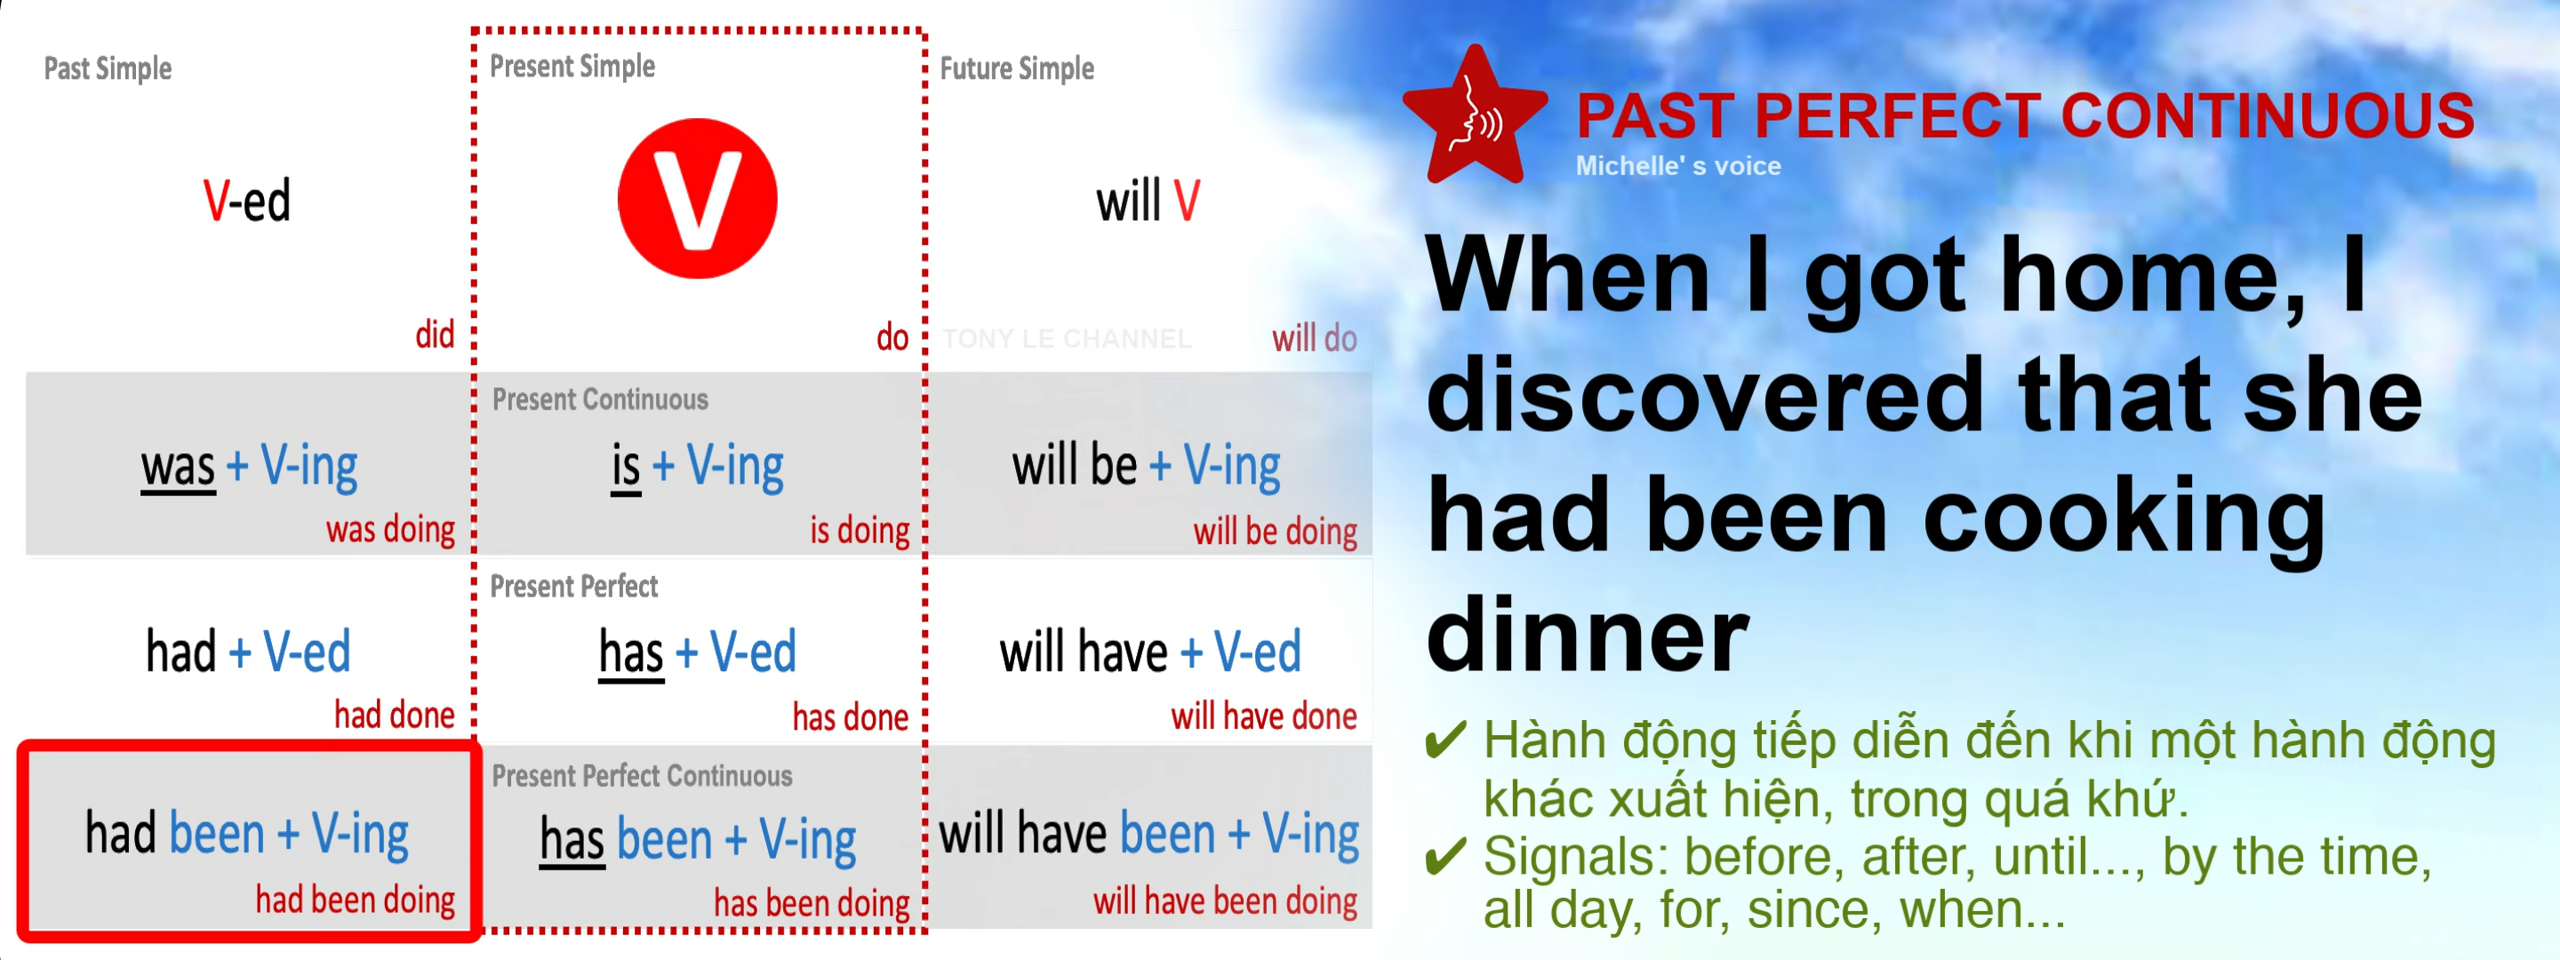 Past Simple
Present Simple
Future Simple
V-ed
V
will V
did
do
TONY LE CHANNEL
will do
Present Continuous
was + V-ing
is + V-ing
will be + V-ing
was doing
is doing
will be doing
Present Perfect
had + V-ed
has + V-ed
will have + V-ed
had done
has done
will have done
Present Perfect Continuous
had been + V-ing
has been + V-ing
will have been + V-ing
had been doing
has been doing
will have been doing
PAST PERFECT CONTINUOUS
Michelle' s voice
When I got home, I
discovered that she
had been cooking
dinner
✔ Hành động tiếp diễn đến khi một hành động
khác xuất hiện, trong quá khứ.
✔ Signals: before, after, until..., by the time,
all day, for, since, when...